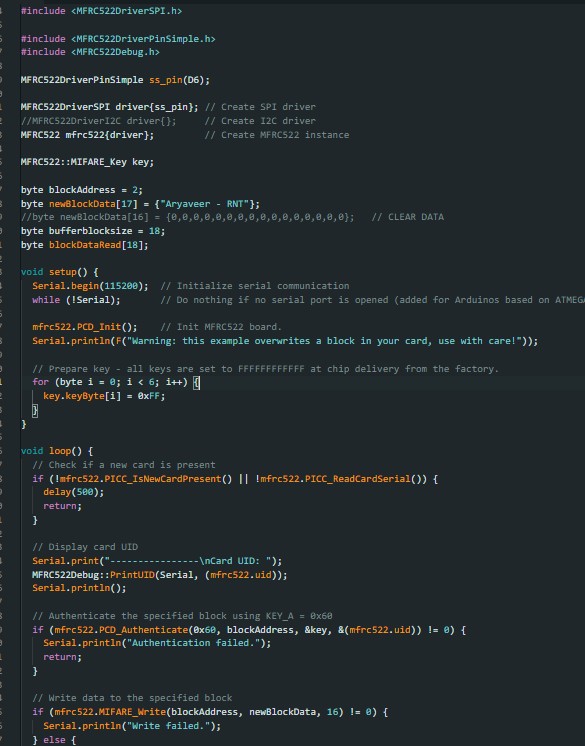 #include <MFRC522DriverSPI.h>
#include <MFRC522DriverPinSimple.h>
#include <MFRC522Debug.h>
MFRC522DriverPinSimple ss_pin(D6);
MFRC522DriverSPI driver{ss_pin}; // Create SPI driver
//MFRC522DriverI2C driver{};     // Create I2C driver
MFRC522 mfrc522{driver};         // Create MFRC522 instance
MFRC522::MIFARE_Key key;
byte blockAddress = 2;
byte newBlockData[17] = {"Aryaveer - RNT"};
//byte newBlockData[16] = {0,0,0,0,0,0,0,0,0,0,0,0,0,0,0,0};   // CLEAR DATA
byte bufferblocksize = 18;
byte blockDataRead[18];
void setup() {
  Serial.begin(115200);  // Initialize serial communication
  while (!Serial);       // Do nothing if no serial port is opened (added for Arduinos based on ATMEGA
  mfrc522.PCD_Init();    // Init MFRC522 board.
  Serial.println(F("Warning: this example overwrites a block in your card, use with care!"));
  // Prepare key - all keys are set to FFFFFFFFFFFF at chip delivery from the factory.
  for (byte i = 0; i < 6; i++) {
    key.keyByte[i] = 0xFF;
  }
}
void loop() {
  // Check if a new card is present
  if (!mfrc522.PICC_IsNewCardPresent() || !mfrc522.PICC_ReadCardSerial()) {
    delay(500);
    return;
  }
  // Display card UID
  Serial.print("----------------\nCard UID: ");
  MFRC522Debug::PrintUID(Serial, (mfrc522.uid));
  Serial.println();
  // Authenticate the specified block using KEY_A = 0x60
  if (mfrc522.PCD_Authenticate(0x60, blockAddress, &key, &(mfrc522.uid)) != 0) {
    Serial.println("Authentication failed.");
    return;
  }
  // Write data to the specified block
  if (mfrc522.MIFARE_Write(blockAddress, newBlockData, 16) != 0) {
    Serial.println("Write failed.");
  } else {